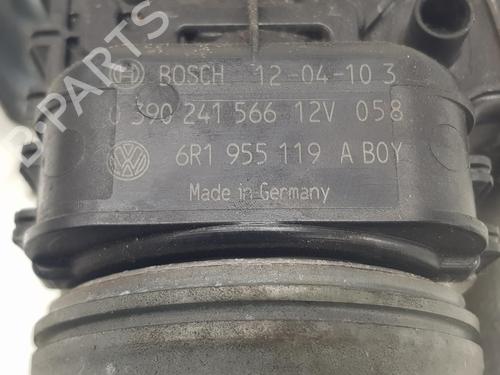 BOSCH 12-04-10 3
0 390 241 566 12V 058
6R1 955 119 A BOY
Made in Germany
B-PARTS